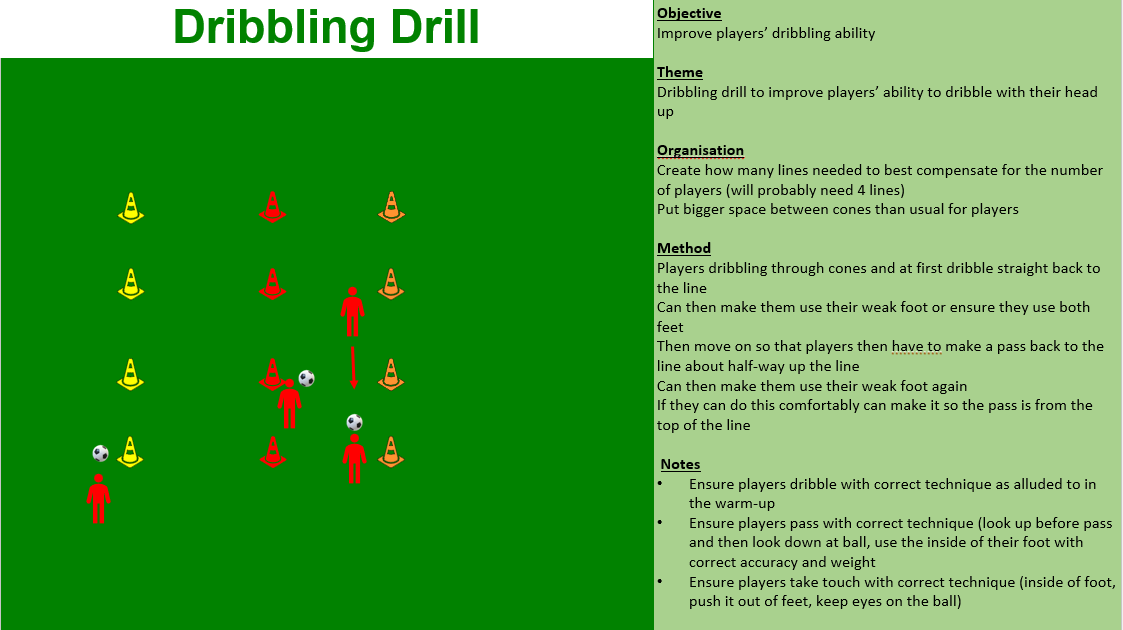 Dribbling Drill
Objective
Improve players’ dribbling ability
Theme
Dribbling drill to improve players’ ability to dribble with their head
up
Organisation
Create how many lines needed to best compensate for the number
of players (will probably need 4 lines)
Put bigger space between cones than usual for players
Method
Players dribbling through cones and at first dribble straight back to
the line
Can then make them use their weak foot or ensure they use both
feet
Then move on so that players then have to make a pass back to the
line about half-way up the line
Can then make them use their weak foot again
If they can do this comfortably can make it so the pass is from the
top of the line
Notes
• Ensure players dribble with correct technique as alluded to in
the warm-up
• Ensure players pass with correct technique (look up before pass
and then look down at ball, use the inside of their foot with
correct accuracy and weight
• Ensure players take touch with correct technique (inside of foot,
push it out of feet, keep eyes on the ball)